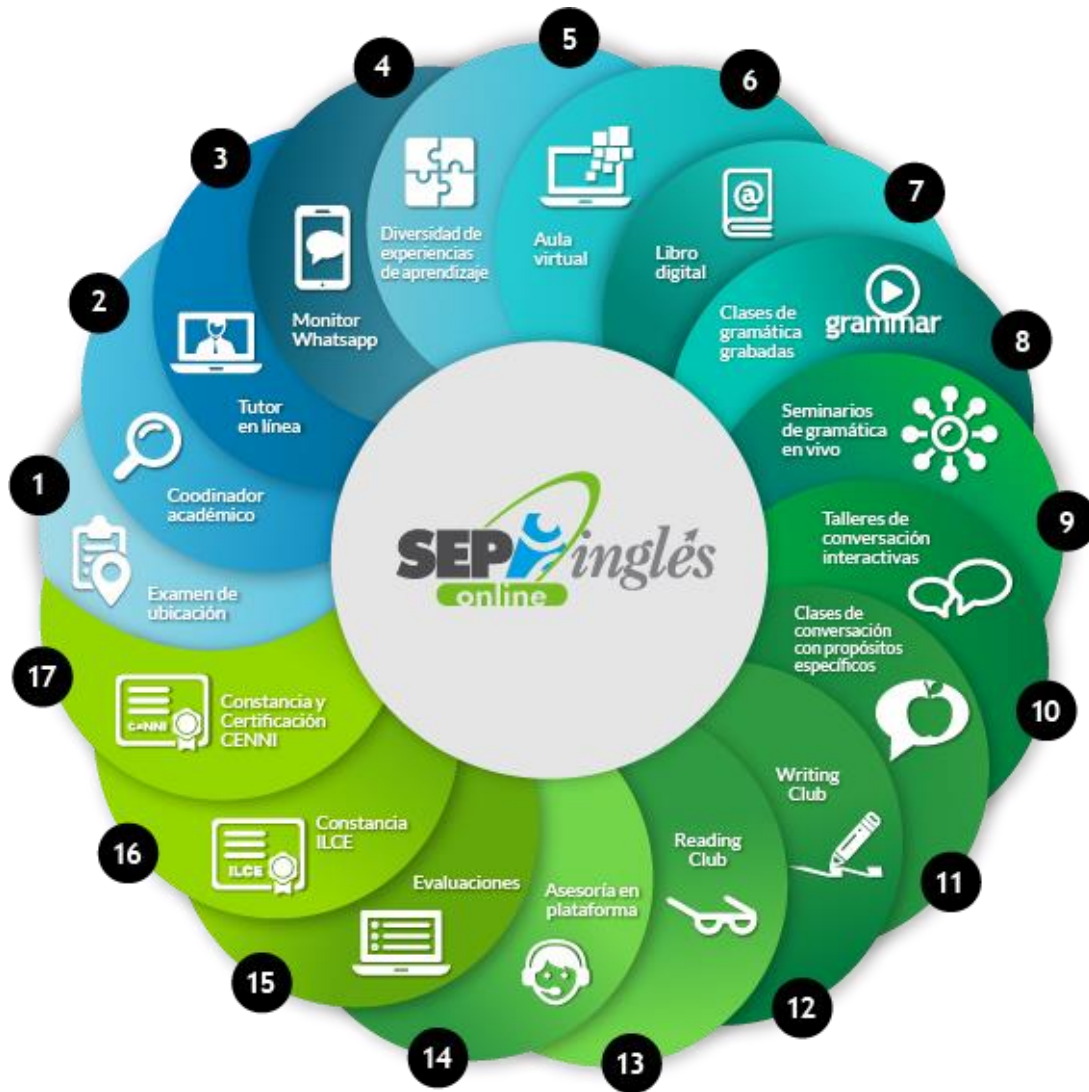 1
Examen de
ubicación
2
Coodinador
académico
3
Tutor
en línea
4
Monitor
Whatsapp
5
Diversidad de
experiencias
de aprendizaje
6
Aula
virtual
7
Libro
digital
@
8
Clases de
gramática
grabadas
grammar
9
Seminarios
de gramática
en vivo
10
Talleres de
conversación
interactivas
11
Clases de
conversación
con propósitos
específicos
12
Writing
Club
13
Reading
Club
14
Asesoría en
plataforma
15
Evaluaciones
16
Constancia
ILCE
ILCE
17
Constancia y
Certificación
CENNI
CENNI
SEP inglés
online